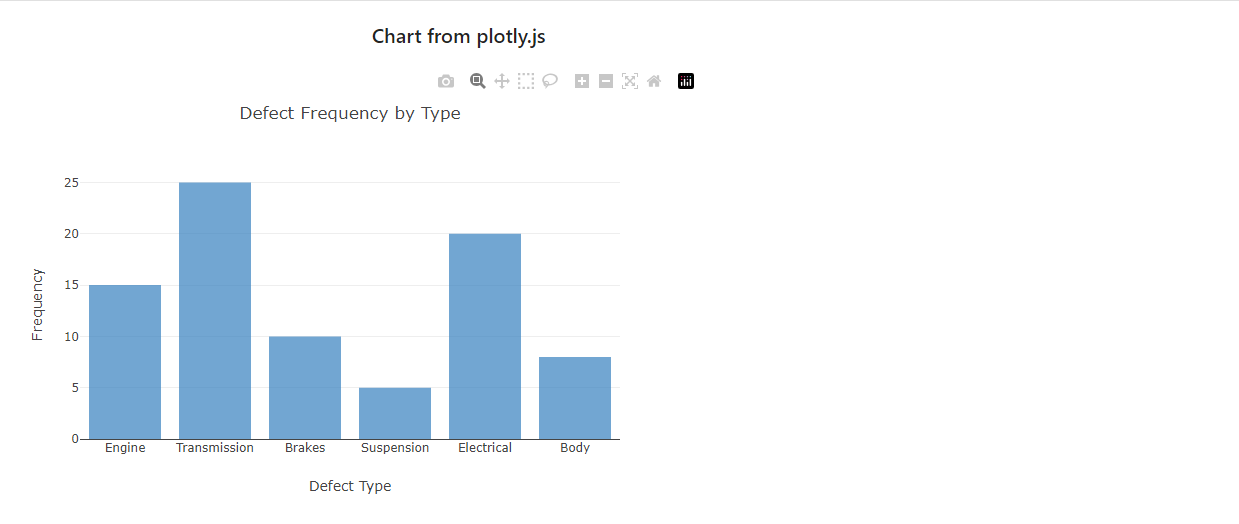 Chart from plotly.js
Defect Frequency by Type
25
20
15
10
5
0
Frequency
Engine Transmission Brakes Suspension Electrical Body
Defect Type